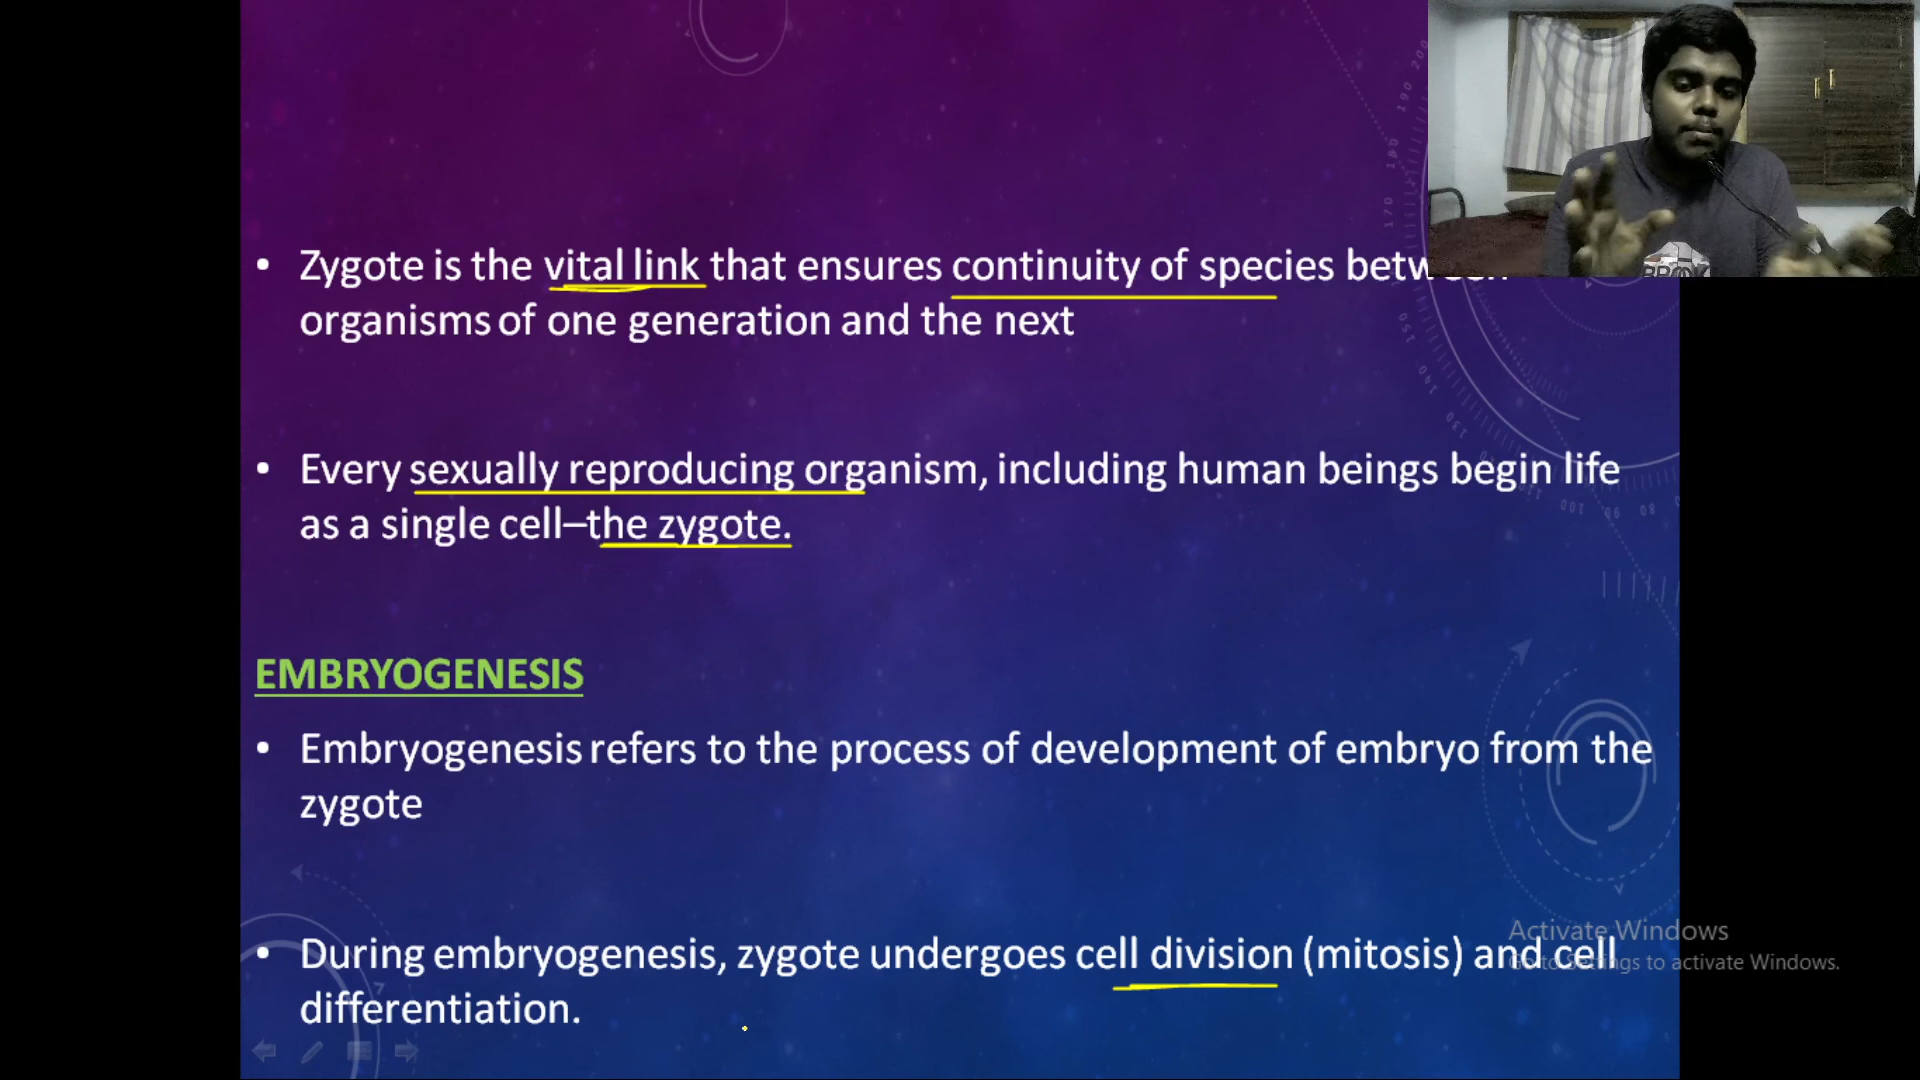 • Zygote is the vital link that ensures continuity of species between
organisms of one generation and the next
• Every sexually reproducing organism, including human beings begin life
as a single cell–the zygote.
EMBRYOGENESIS
• Embryogenesis refers to the process of development of embryo from the
zygote
• During embryogenesis, zygote undergoes cell division (mitosis) and cell
differentiation.
Activate Windows
Go to Settings to activate Windows.